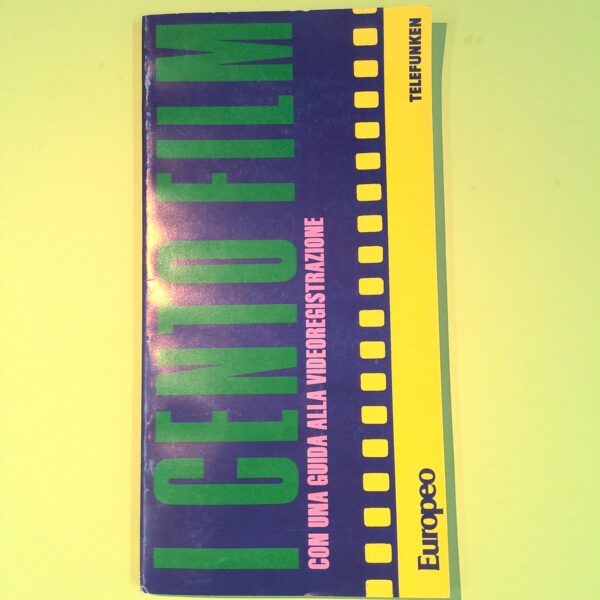 I CENTO FILM
CON UNA GUIDA ALLA VIDEOREGISTRAZIONE
Europeo
TELEFUNKEN